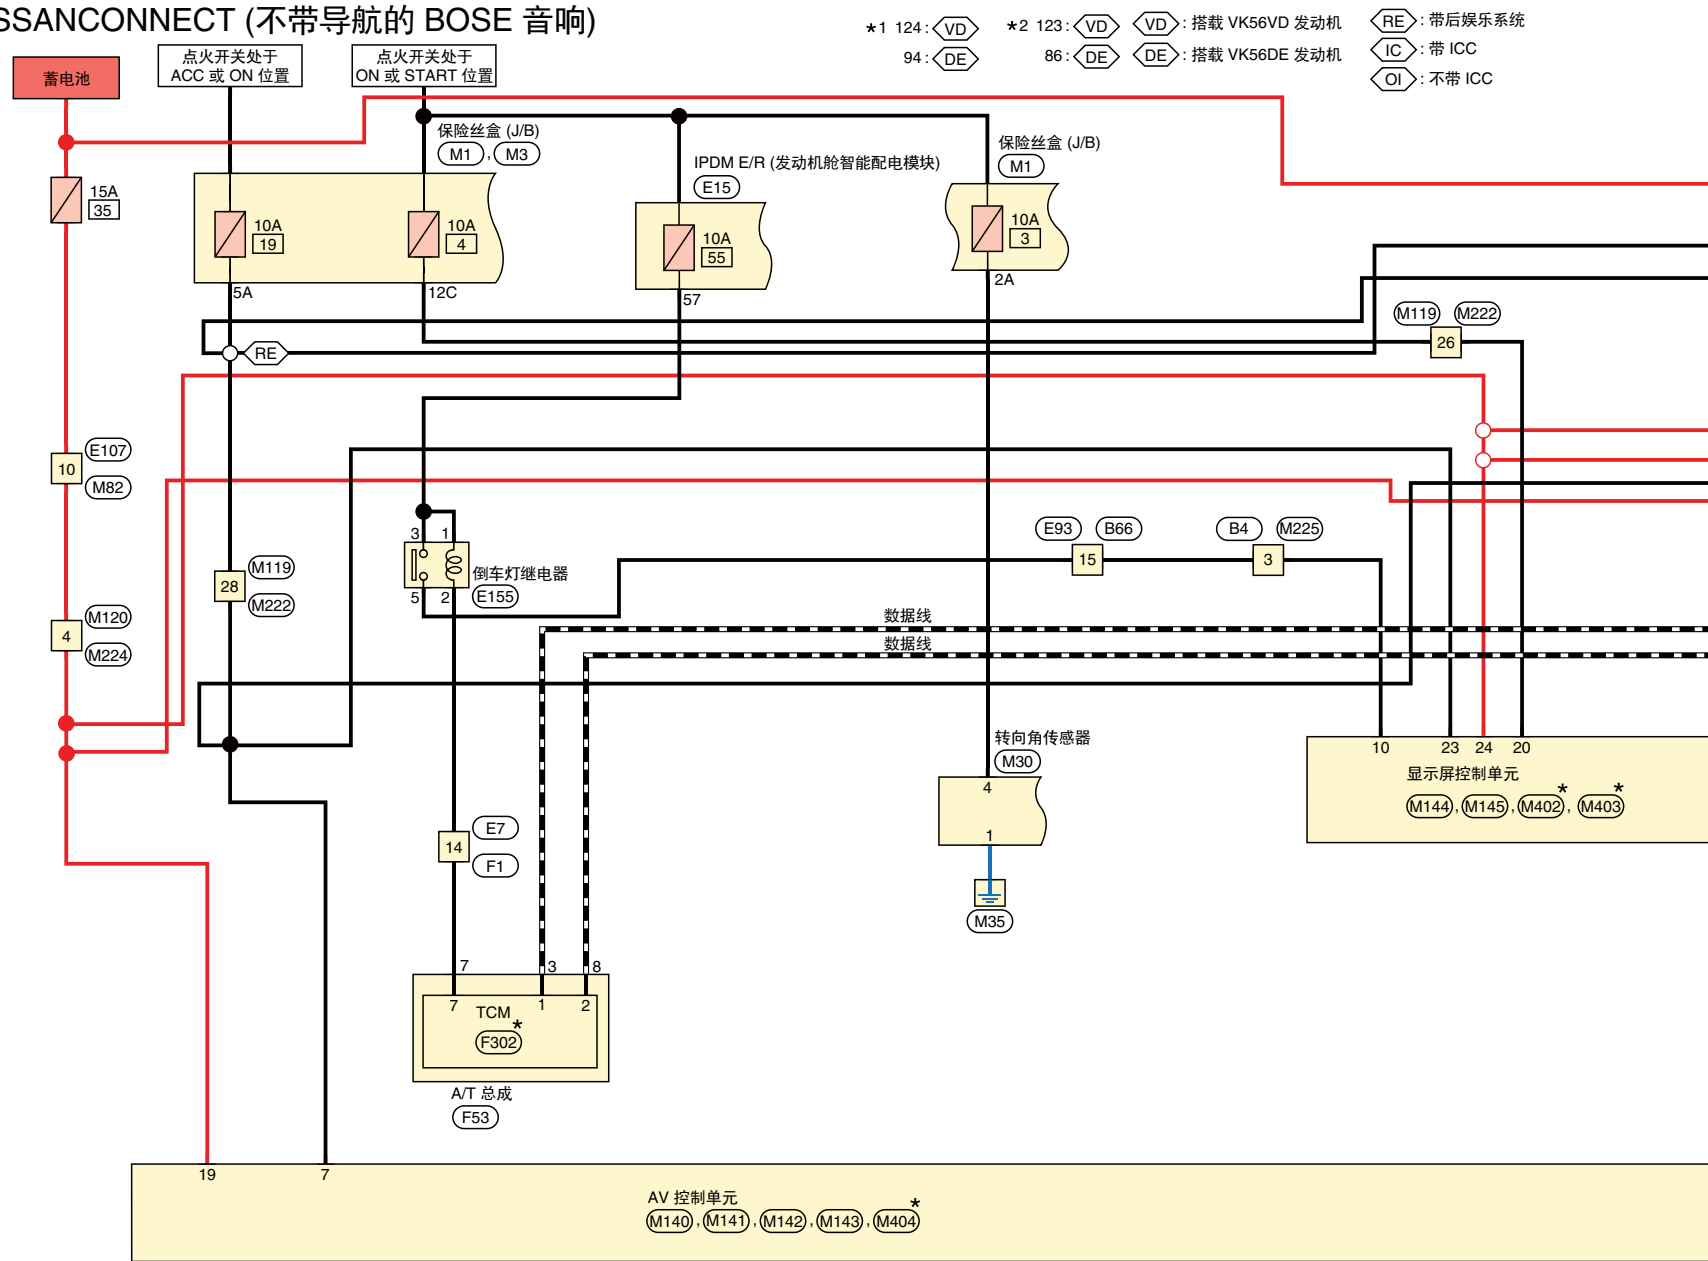 SSANCONNECT (不带导航的 BOSE 音响)
*1 124: VD
94: DE
*2 123: VD
86: DE
VD : 搭载 VK56VD 发动机
DE : 搭载 VK56DE 发动机
RE : 带后娱乐系统
IC : 带 ICC
OI : 不带 ICC
蓄电池
点火开关处于
ACC 或 ON 位置
点火开关处于
ON 或 START 位置
保险丝盒 (J/B)
M1 , M3
IPDM E/R (发动机舱智能配电模块)
E15
保险丝盒 (J/B)
M1
15A
35
10A
19
10A
4
10A
55
10A
3
5A
12C
57
2A
RE
M119 M222
26
E107
10
M82
3 1
倒车灯继电器
E155
5 2
E93 B66
15
B4 M225
3
M119
28
M222
M120
4
M224
数据线
数据线
转向角传感器
M30
4
1
M35
10 23 24 20
显示屏控制单元
M144 , M145 , M402* , M403*
E7
14
F1
7 3 8
7 1 2
TCM
F302*
A/T 总成
F53
19 7
AV 控制单元
M140 , M141 , M142 , M143 , M404*